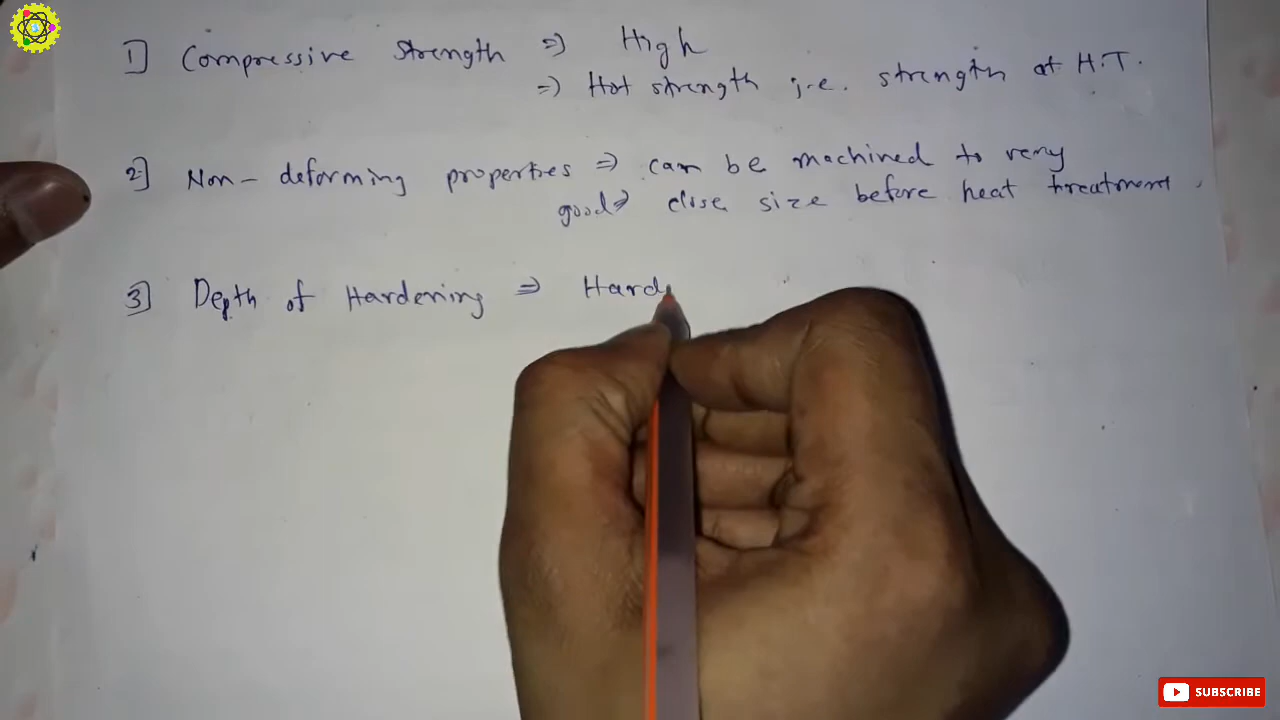 1] Compressive Strength => High
=> Hot strength i.e. strength at H.T.
2] Non-deforming properties => can be machined to very
good => close size before heat treatment.
3] Depth of Hardening => Hard
SUBSCRIBE